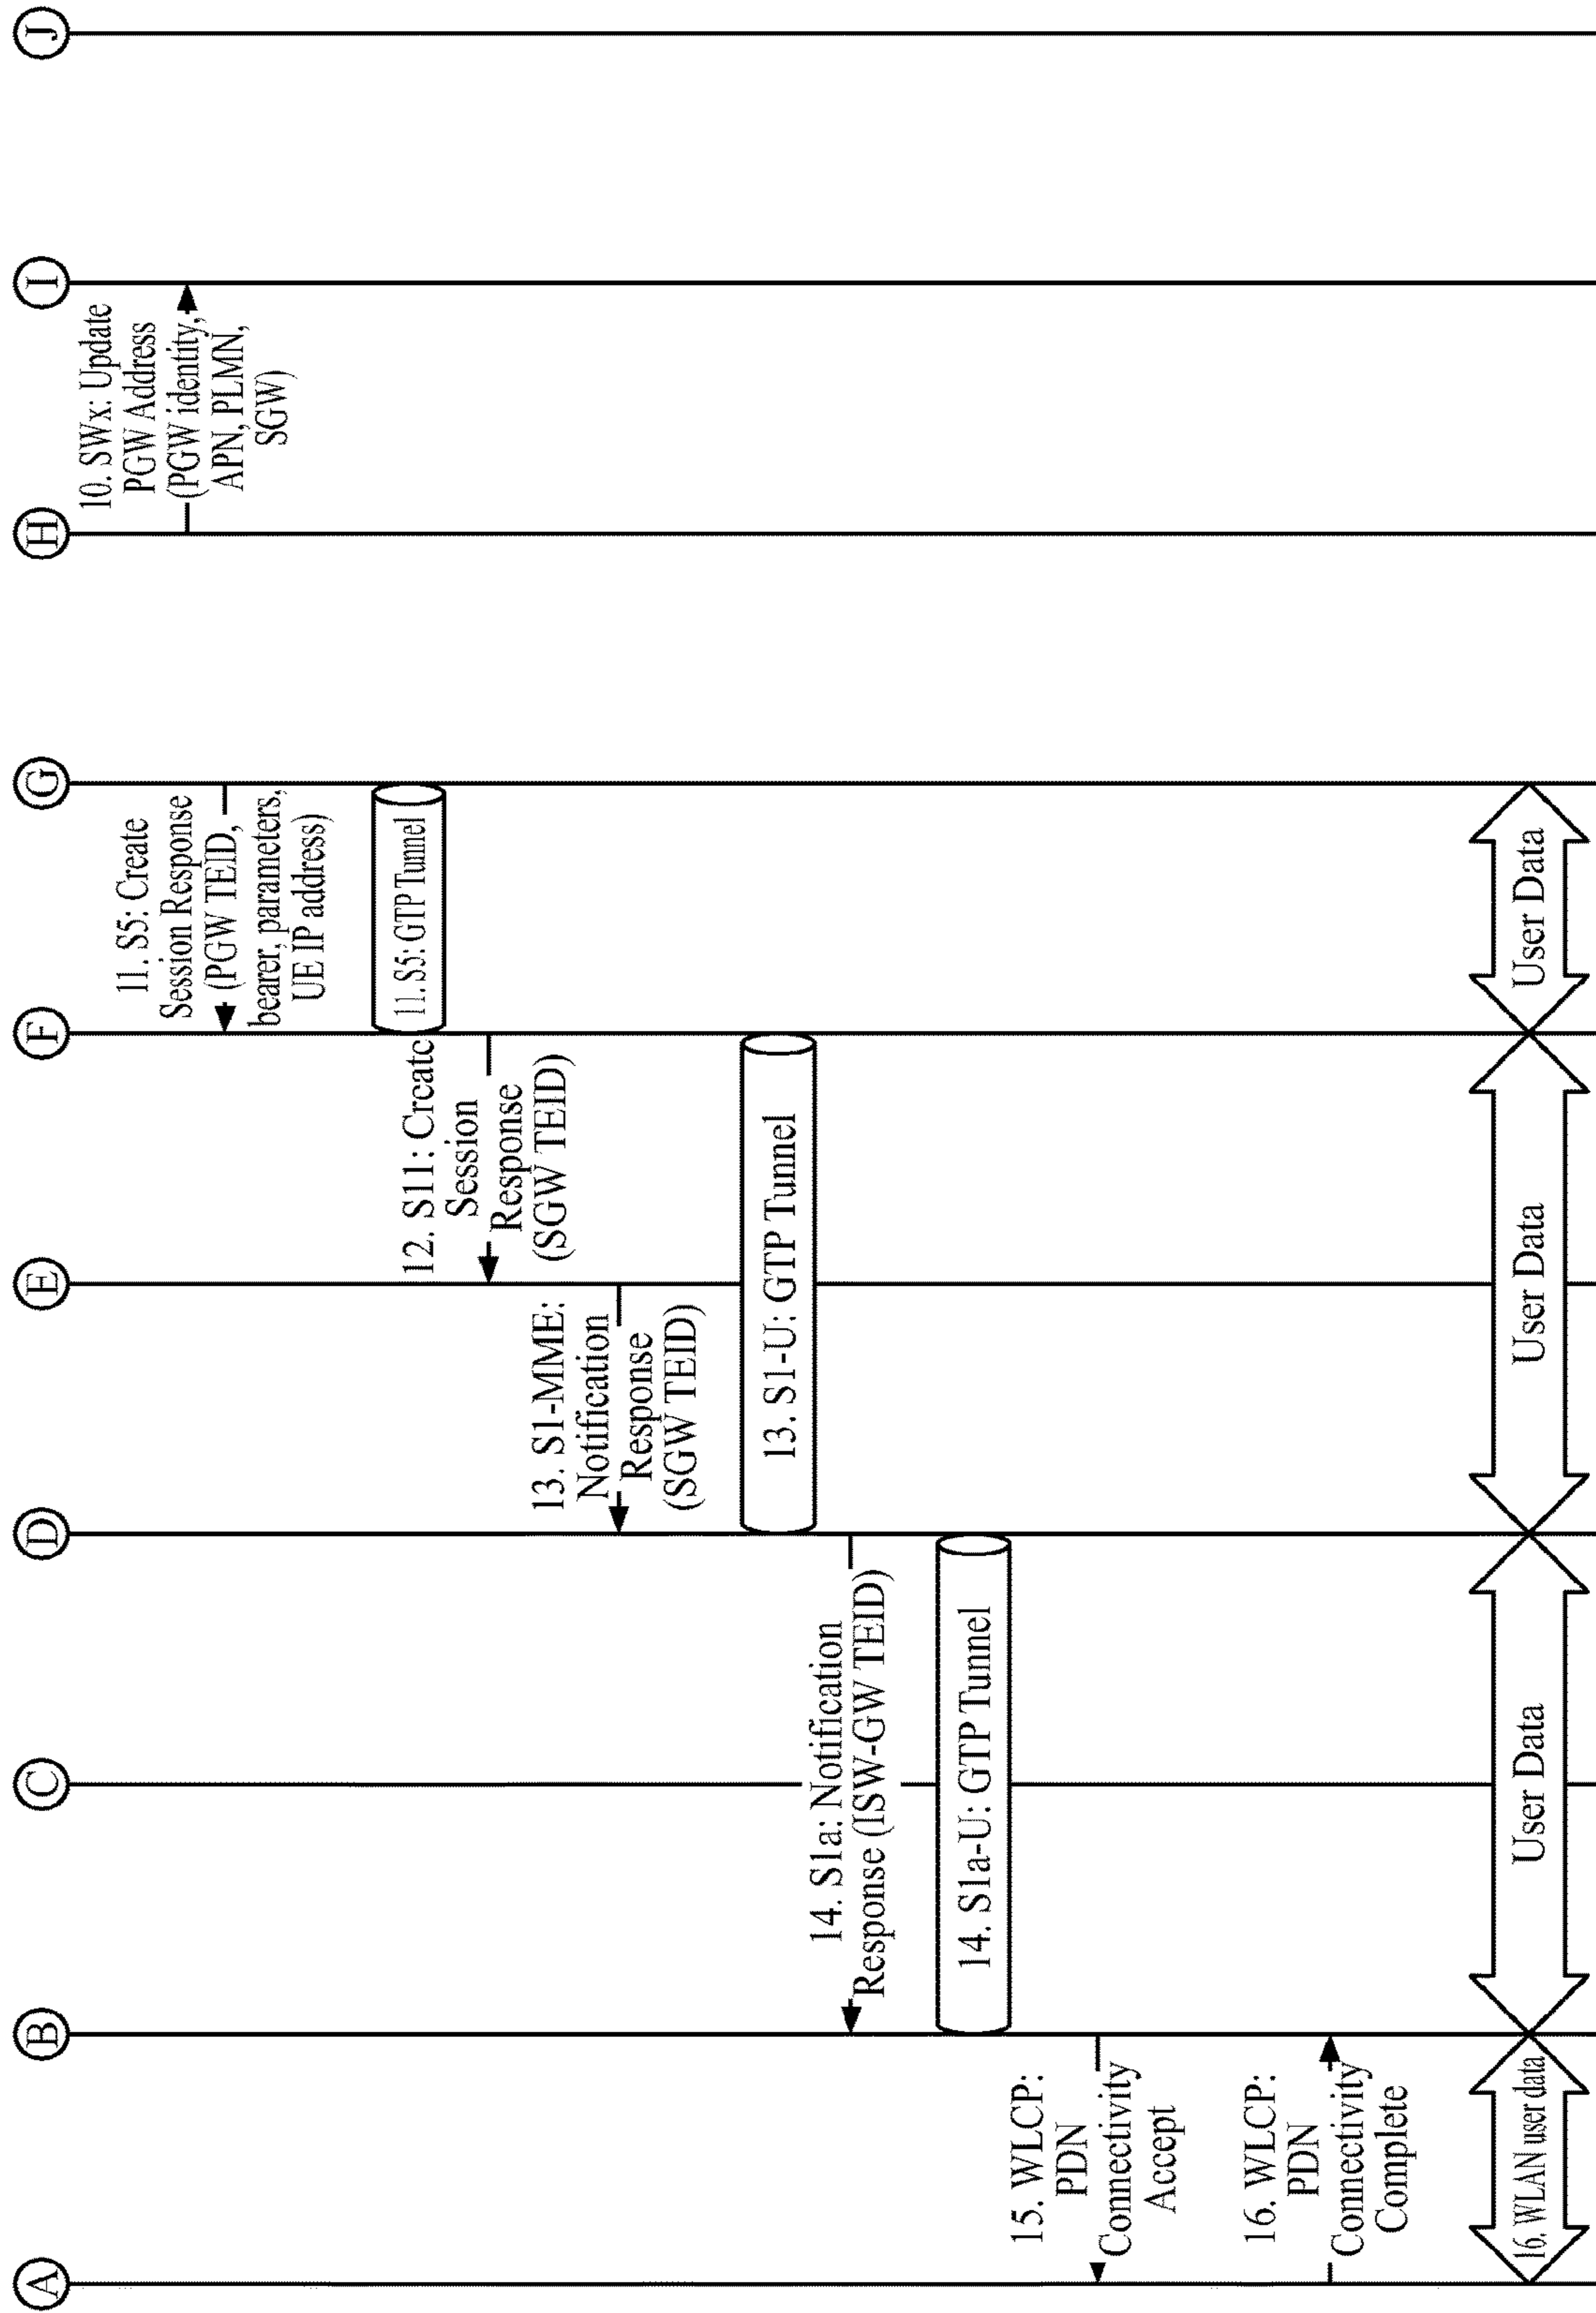 A
B
C
D
E
F
G
H
I
J
10. SWx: Update
PGW Address
(PGW identity,
APN, PLMN,
SGW)
11. S5: Create
Session Response
(PGW TEID,
bearer, parameters,
UE IP address)
11. S5: GTP Tunnel
12. S11: Create
Session
Response
(SGW TEID)
13. S1-MME:
Notification
Response
(SGW TEID)
13. S1-U: GTP Tunnel
14. S1a: Notification
Response (ISW-GW TEID)
14. S1a-U: GTP Tunnel
15. WLCP:
PDN
Connectivity
Accept
16. WLCP:
PDN
Connectivity
Complete
16. WLAN user data
User Data
User Data
User Data